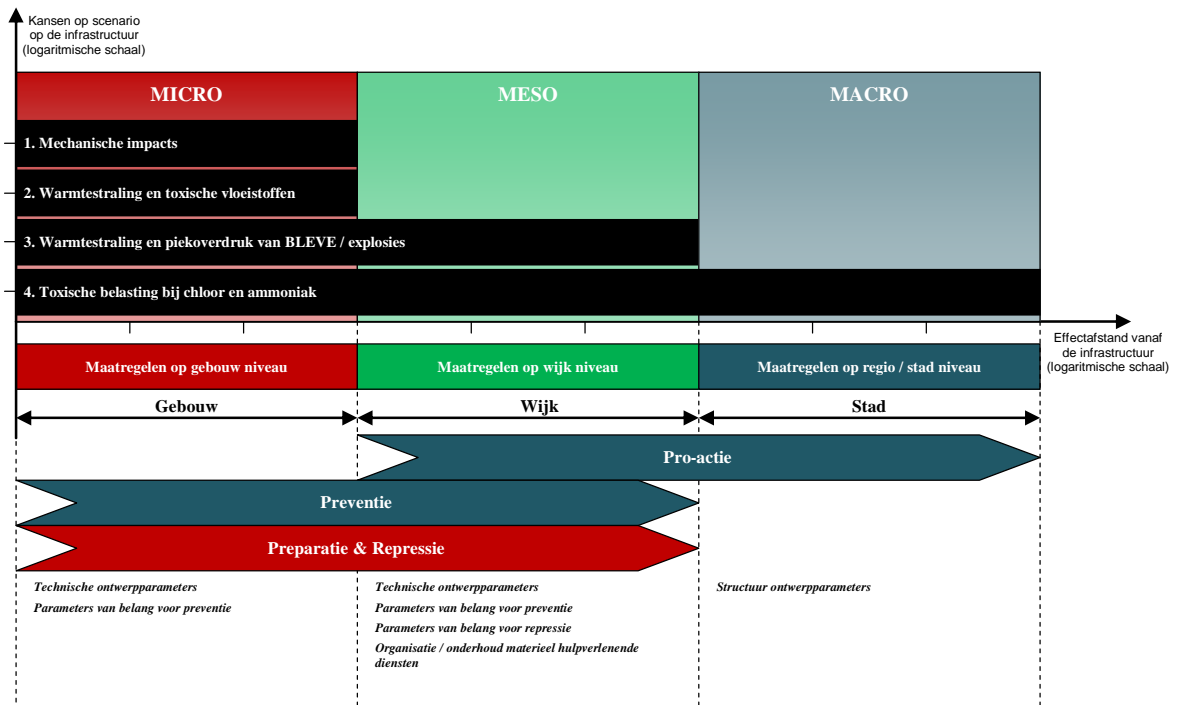 Kansen op scenario
op de infrastructuur
(logaritmische schaal)
MICRO
MESO
MACRO
1. Mechanische impacts
2. Warmtestraling en toxische vloeistoffen
3. Warmtestraling en piekoverdruk van BLEVE / explosies
4. Toxische belasting bij chloor en ammoniak
Effectafstand vanaf
de infrastructuur
(logaritmische schaal)
Maatregelen op gebouw niveau
Maatregelen op wijk niveau
Maatregelen op regio / stad niveau
Gebouw
Wijk
Stad
Pro-actie
Preventie
Preparatie & Repressie
Technische ontwerpparameters
Parameters van belang voor preventie
Technische ontwerpparameters
Parameters van belang voor preventie
Parameters van belang voor repressie
Organisatie / onderhoud materieel hulpverlenende
diensten
Structuur ontwerpparameters